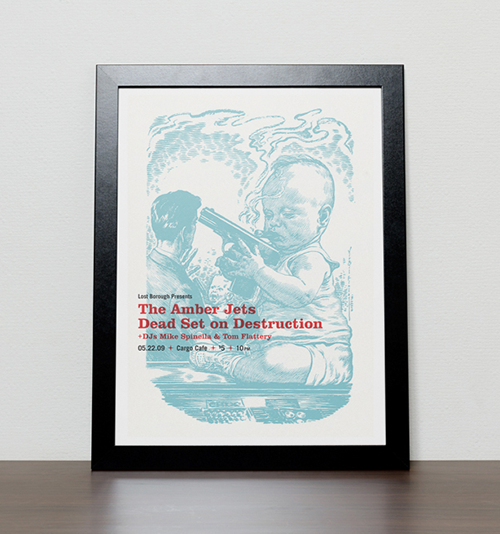 Lost Borough Presents
The Amber Jets
Dead Set on Destruction
+DJs Mike Spinella & Tom Flattery
05.22.09 + Cargo Cafe + $5 + 10PM